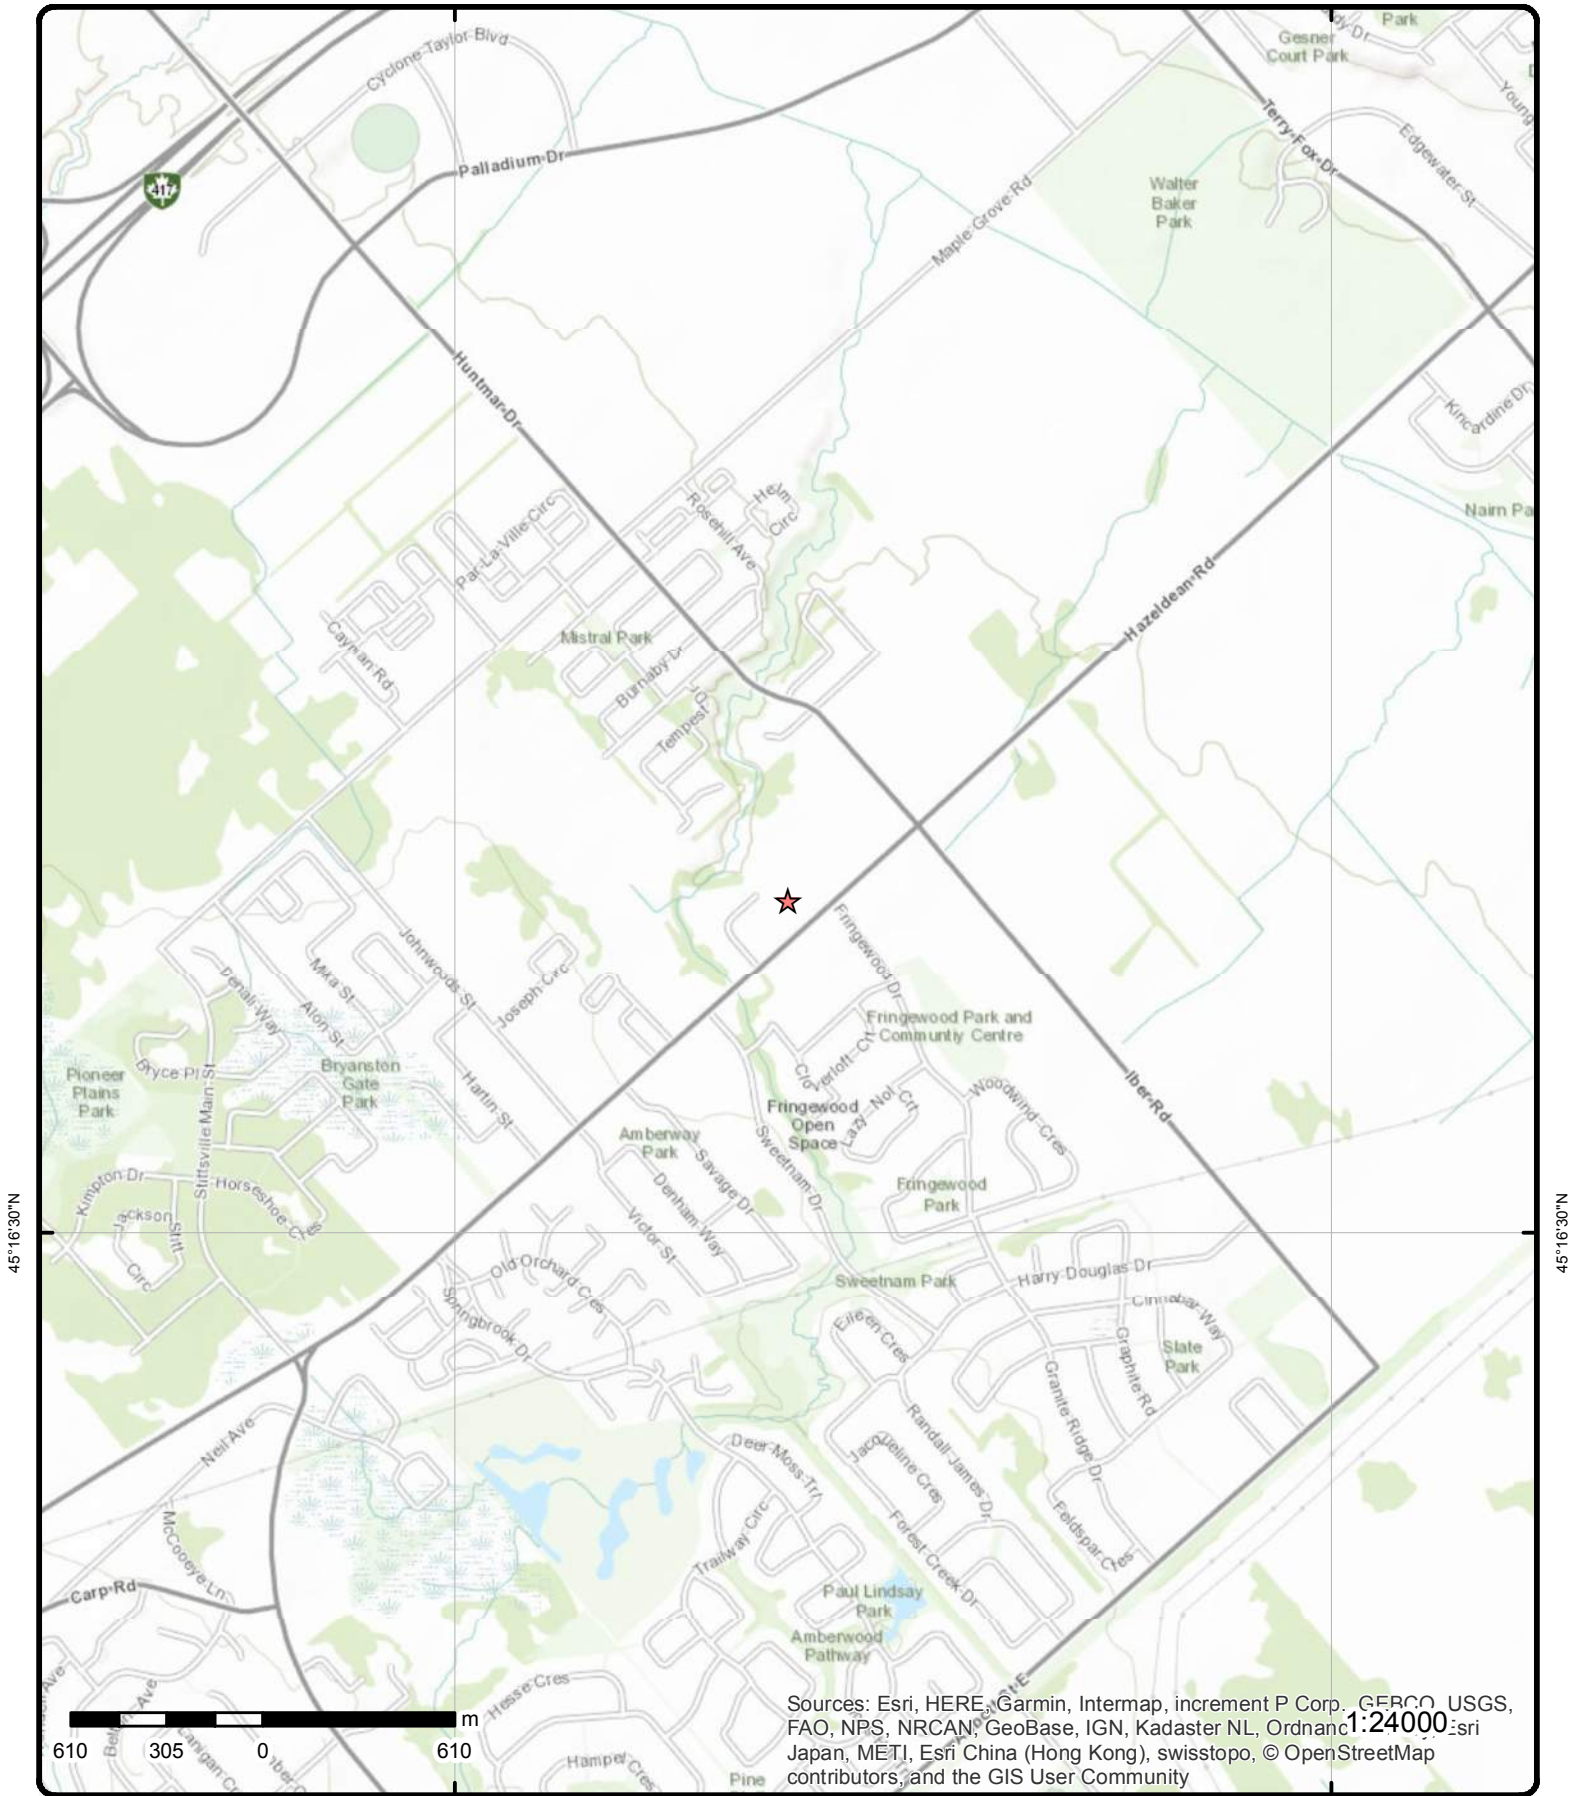 Cyclone Taylor Blvd
Park
Gesner
Court Park
Palladium Dr
Terry Fox Dr
Edgewater St
417
Walter
Baker
Park
Maple Grove Rd
Huntmar Dr
Kincardine Dr
Helm
Circ
Rosehill Ave
Par-La-Ville Circ
Nairn Pa
Hazeldean Rd
Cayman Rd
Mistral Park
Burnaby Dr
Tempest
Fringewood Dr
Johnwoods St
Joseph Circ
Mika St
Denali Way
Alon St
Fringewood Park and
Communtiy Centre
Cloverloft Crt
Bryce Pl
Pioneer
Plains
Park
Bryanston
Gate
Park
Hartin St
Woodwind Cres
Iber Rd
Lazy Nol Crt
Fringewood
Open
Space
Amberway
Park
Sweetnam Dr
Savage Dr
Stittsville Main St
Kimpton Dr
Horseshoe Cres
Denham Way
Fringewood
Park
Jackson Stitt
Circ
Victor St
45°16'30"N
45°16'30"N
Old Orchard Cres
Sweetnam Park
Harry Douglas Dr
Springbrook Dr
Cinnabar Way
Eileen Cres
Graphite Rd
Slate
Park
Granite Ridge Dr
Neil Ave
Randall James Dr
Jacqueline Cres
Deer Moss Trl
McCooeye Ln
Trailway Circ
Forest Creek Dr
Feldspar Cres
Carp Rd
Paul Lindsay
Park
Amberwood
Pathway
Hesse Cres
St E
Hampel Cres
Pine
m
610 305 0 610
Sources: Esri, HERE, Garmin, Intermap, increment P Corp., GEBCO, USGS,
FAO, NPS, NRCAN, GeoBase, IGN, Kadaster NL, Ordnanc Esri
1:24000
Japan, METI, Esri China (Hong Kong), swisstopo, © OpenStreetMap
contributors, and the GIS User Community